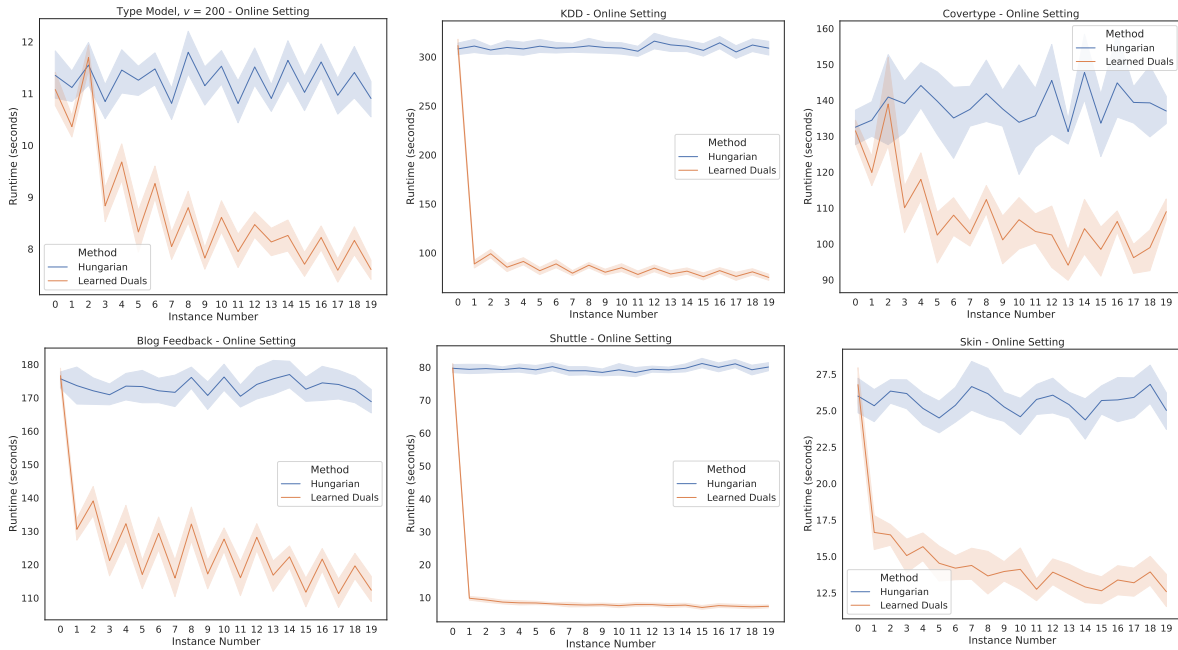 Type Model, v = 200 - Online Setting
12
11
10
9
8
Runtime (seconds)
Method
Hungarian
Learned Duals
0 1 2 3 4 5 6 7 8 9 10 11 12 13 14 15 16 17 18 19
Instance Number
KDD - Online Setting
300
250
200
150
100
Runtime (seconds)
Method
Hungarian
Learned Duals
0 1 2 3 4 5 6 7 8 9 10 11 12 13 14 15 16 17 18 19
Instance Number
Covertype - Online Setting
160
150
140
130
120
110
100
90
Runtime (seconds)
Method
Hungarian
Learned Duals
0 1 2 3 4 5 6 7 8 9 10 11 12 13 14 15 16 17 18 19
Instance Number
Blog Feedback - Online Setting
180
170
160
150
140
130
120
110
Runtime (seconds)
Method
Hungarian
Learned Duals
0 1 2 3 4 5 6 7 8 9 10 11 12 13 14 15 16 17 18 19
Instance Number
Shuttle - Online Setting
80
70
60
50
40
30
20
10
Runtime (seconds)
Method
Hungarian
Learned Duals
0 1 2 3 4 5 6 7 8 9 10 11 12 13 14 15 16 17 18 19
Instance Number
Skin - Online Setting
27.5
25.0
22.5
20.0
17.5
15.0
12.5
Runtime (seconds)
Method
Hungarian
Learned Duals
0 1 2 3 4 5 6 7 8 9 10 11 12 13 14 15 16 17 18 19
Instance Number